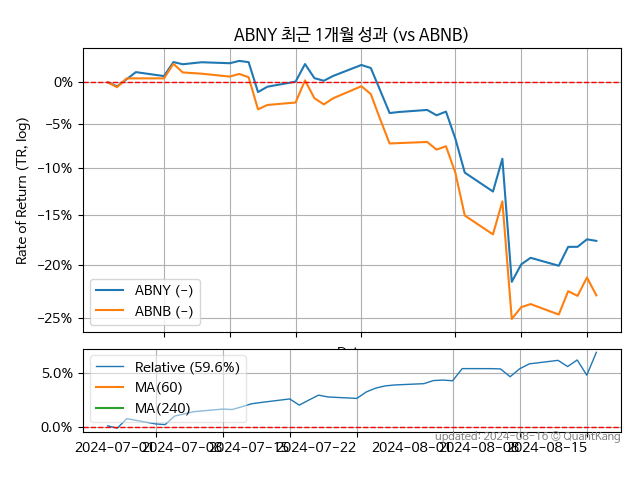 ABNY 최근 1개월 성과 (vs ABNB)
Rate of Return (TR, log)
0%
−5%
−10%
−15%
−20%
−25%
ABNY (-)
ABNB (-)
5.0%
0.0%
Relative (59.6%)
MA(60)
MA(240)
2024-07-01
2024-07-08
2024-07-15
2024-07-22
2024-08-01
2024-08-08
2024-08-15
updated: 2024-08-16 © QuantKang